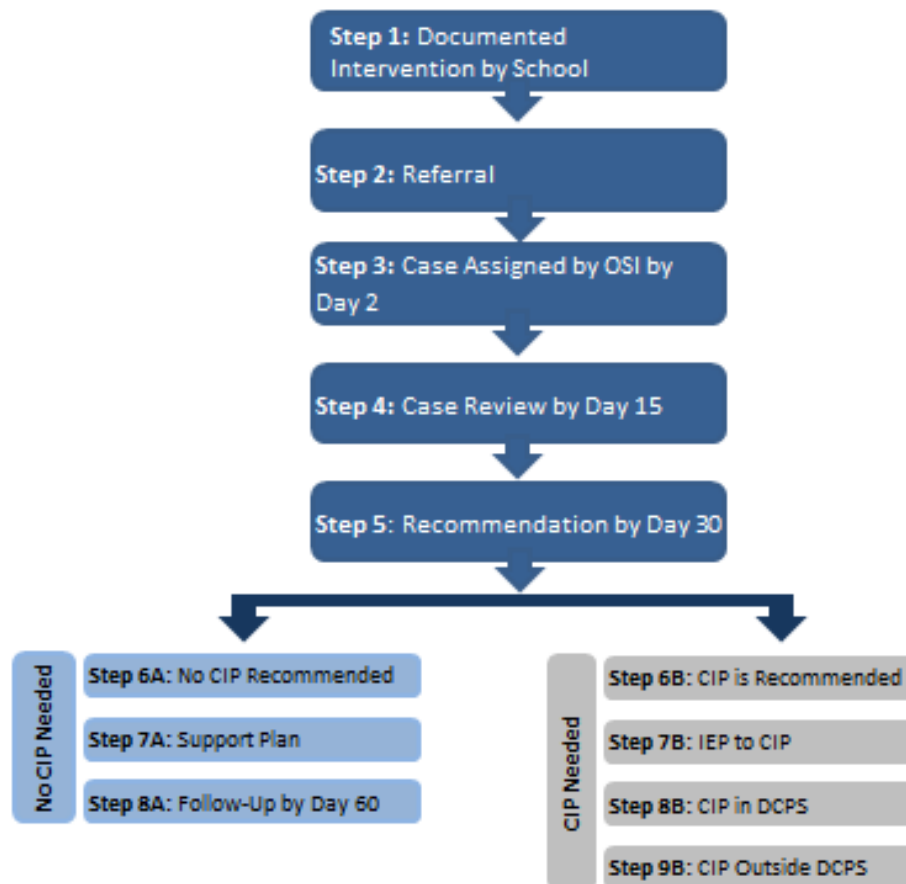 Step 1: Documented
Intervention by School
Step 2: Referral
Step 3: Case Assigned by OSI by
Day 2
Step 4: Case Review by Day 15
Step 5: Recommendation by Day 30
No CIP Needed
Step 6A: No CIP Recommended
Step 7A: Support Plan
Step 8A: Follow-Up by Day 60
CIP Needed
Step 6B: CIP is Recommended
Step 7B: IEP to CIP
Step 8B: CIP in DCPS
Step 9B: CIP Outside DCPS